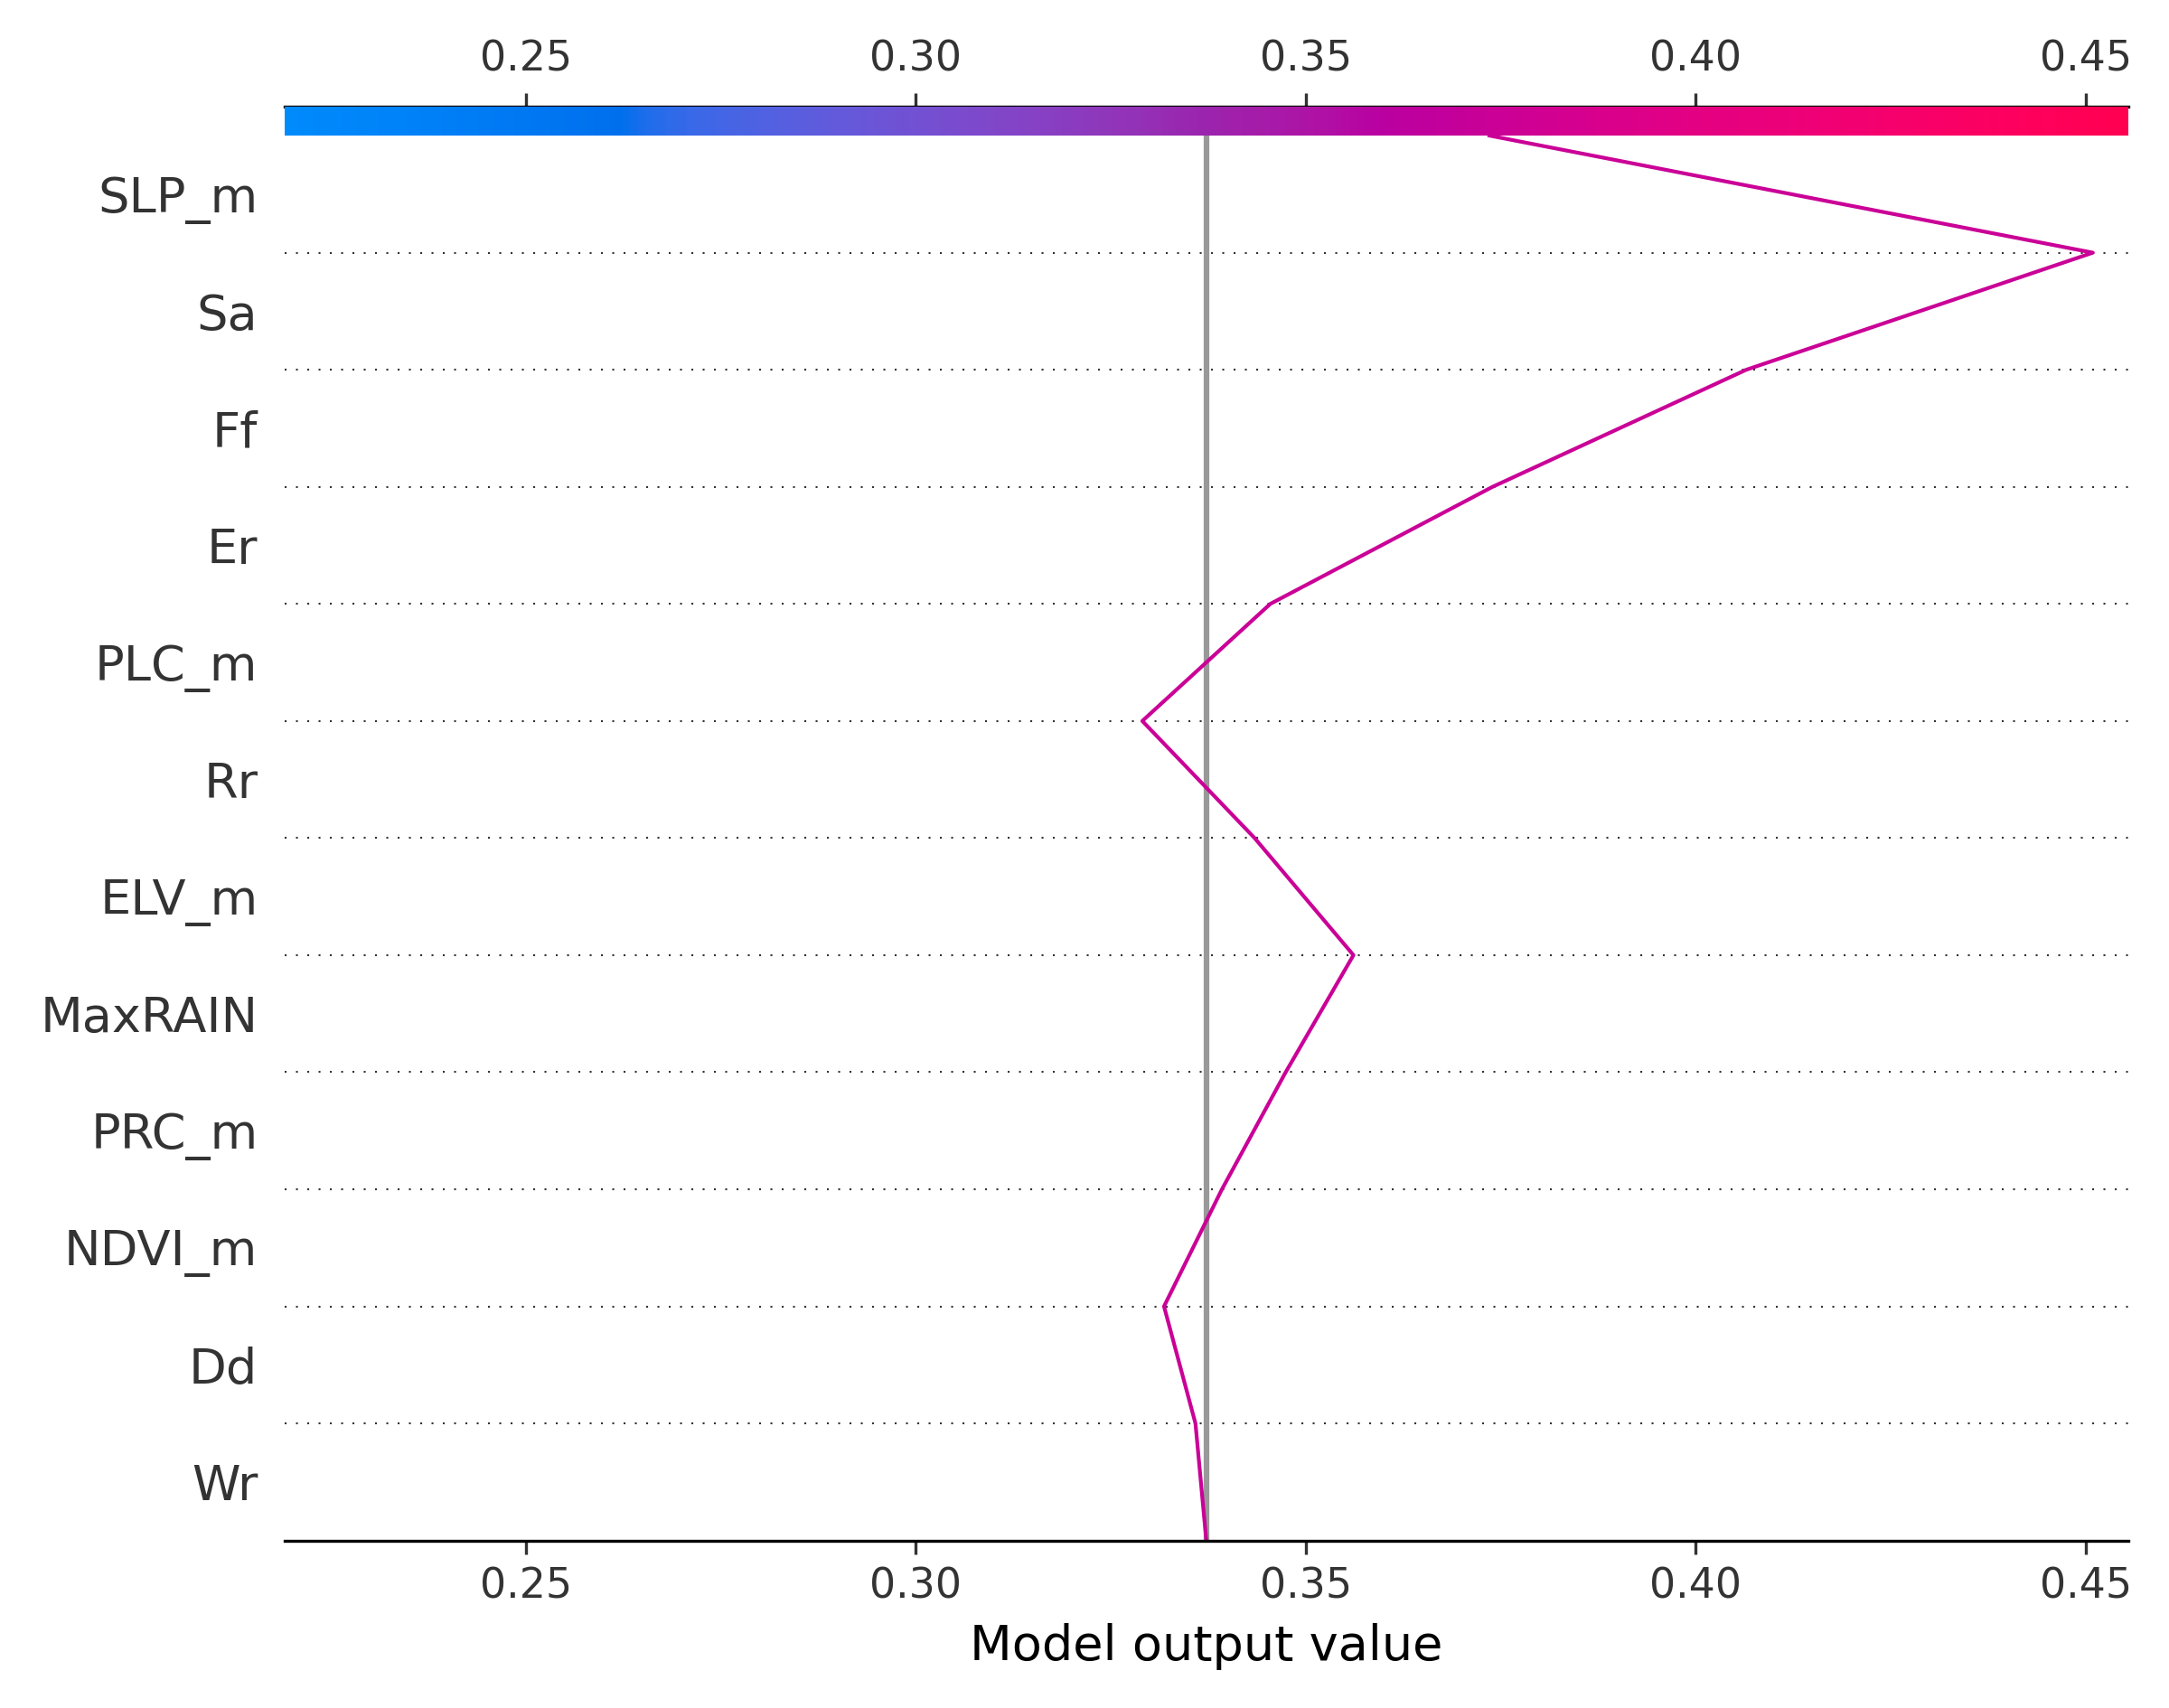 0.25 0.30 0.35 0.40 0.45
SLP_m
Sa
Ff
Er
PLC_m
Rr
ELV_m
MaxRAIN
PRC_m
NDVI_m
Dd
Wr
0.25 0.30 0.35 0.40 0.45
Model output value